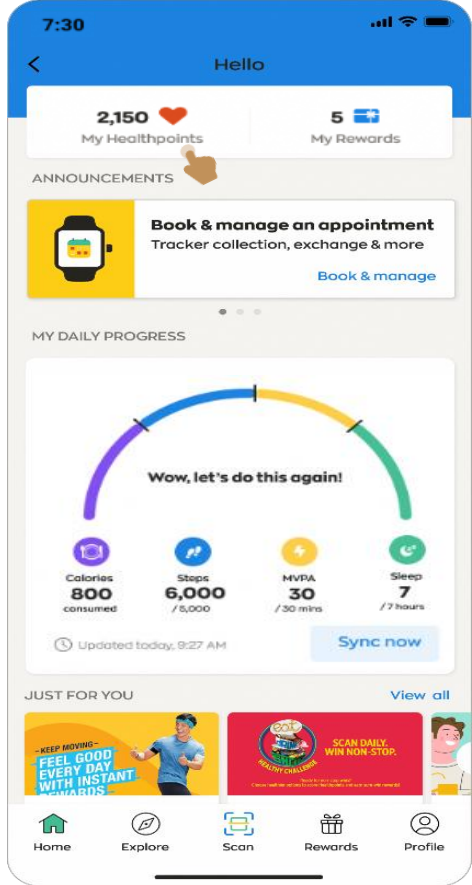 7:30
Hello
2,150
5
My Healthpoints
My Rewards
ANNOUNCEMENTS
Book & manage an appointment
Tracker collection, exchange & more
Book & manage
MY DAILY PROGRESS
Wow, let's do this again!
Calories
Steps
MVPA
Sleep
800
6,000
30
7
consumed
/5,000
/30 mins
/7 hours
Updated today, 9:27 AM
Sync now
JUST FOR YOU
View all
- KEEP MOVING -
FEEL GOOD
EVERY DAY
WITH INSTANT
REWARDS
eat
HEALTHY CHALLENGE
SCAN DAILY.
WIN NON-STOP.
Home
Explore
Scan
Rewards
Profile